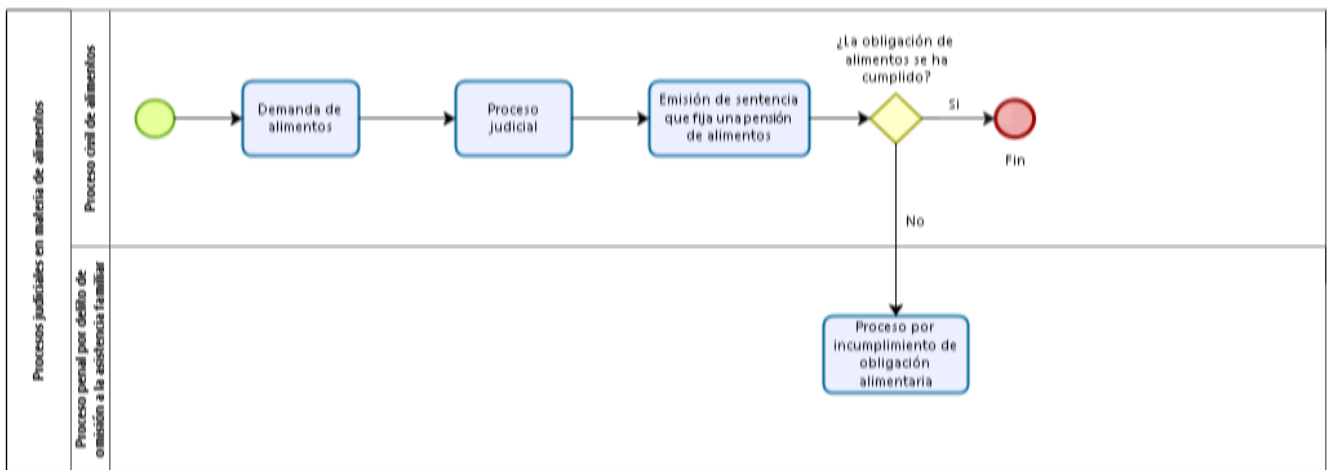 Procesos judiciales en materia de alimentos
Proceso civil de alimentos
Demanda de
alimentos
Proceso
judicial
Emisión de sentencia
que fija una pensión
de alimentos
¿La obligación de
alimentos se ha
cumplido?
Si
Fin
No
Proceso penal por delito de
omisión a la asistencia familiar
Proceso por
incumplimiento de
obligación
alimentaria